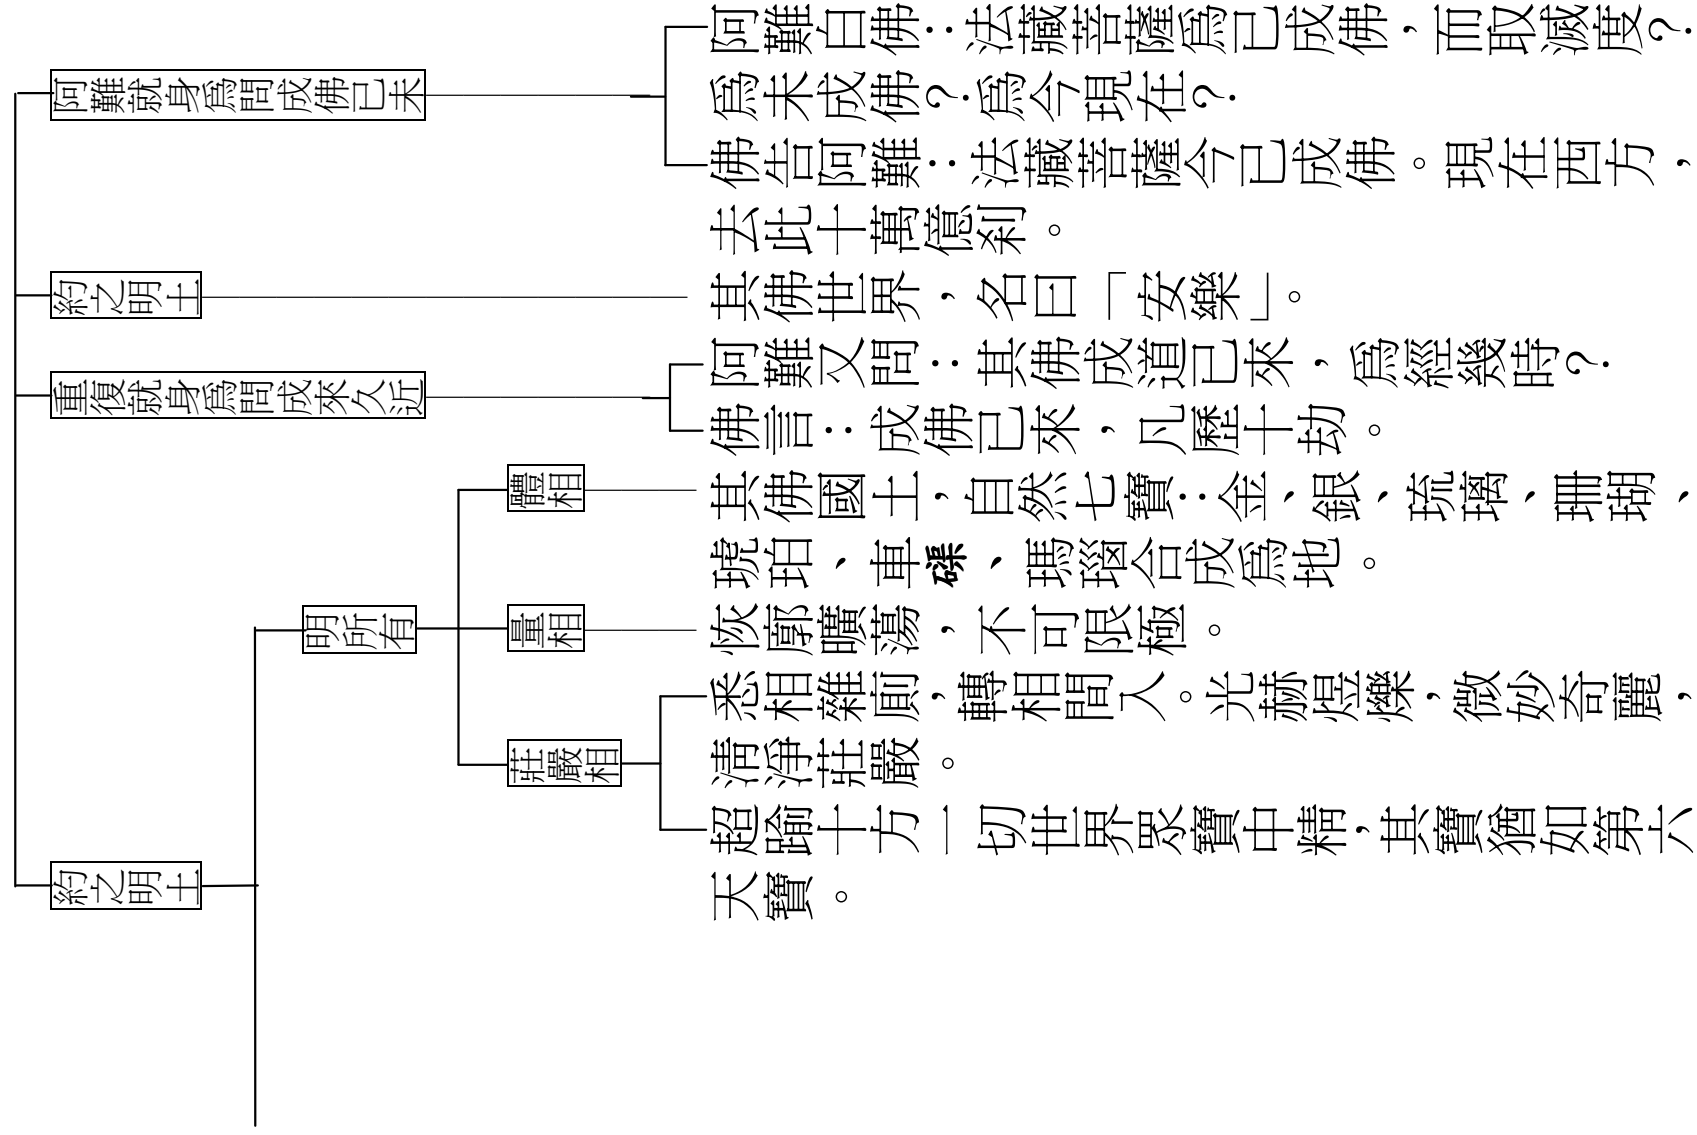 阿難就身爲問成佛已未
阿難白佛：法藏菩薩爲已成佛，而取滅度？
爲未成佛？爲今現在？
佛告阿難：法藏菩薩今已成佛。現在西方，
去此十萬億剎。
約之明土
其佛世界，名曰「安樂」。
重復就身爲問成來久近
阿難又問：其佛成道已來，爲經幾時？
佛言：成佛已來，凡歷十劫。
約之明土
明所有
體相
其佛國土，自然七寶：金、銀、琉璃、珊瑚、
琥珀、車磲、瑪瑙合成爲地。
量相
恢廓曠蕩，不可限極。
莊嚴相
悉相雜廁，轉相間入。光赫焜爍，微妙奇麗，
清淨莊嚴。
超踰十方一切世界眾寶中精，其寶猶如第六
天寶。